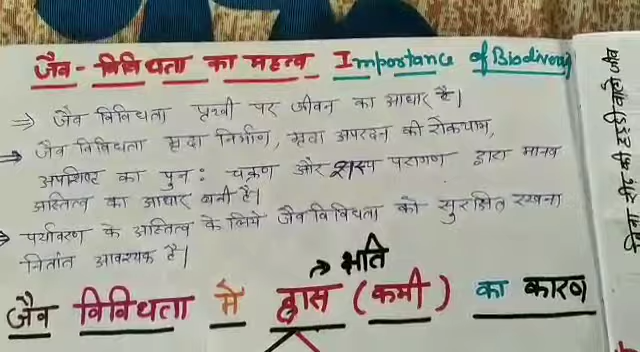 जैव - विविधता का महत्व Importance of Biodiversity
⇒ जैव विविधता पृथ्वी पर जीवन का आधार है।
⇒ जैव विविधता मृदा निर्माण, मृदा अपरदन की रोकथाम,
अपशिष्ट का पुन: चक्रण और शस्य परागण द्वारा मानव
अस्तित्व का आधार बनी है।
⇒ पर्यावरण के अस्तित्व के लिये जैव विविधता को सुरक्षित रखना
नितांत आवश्यक है।
→ क्षति
जैव विविधता में ह्रास (कमी) का कारण
बिना रीढ़ की हड्डी वाले जीव